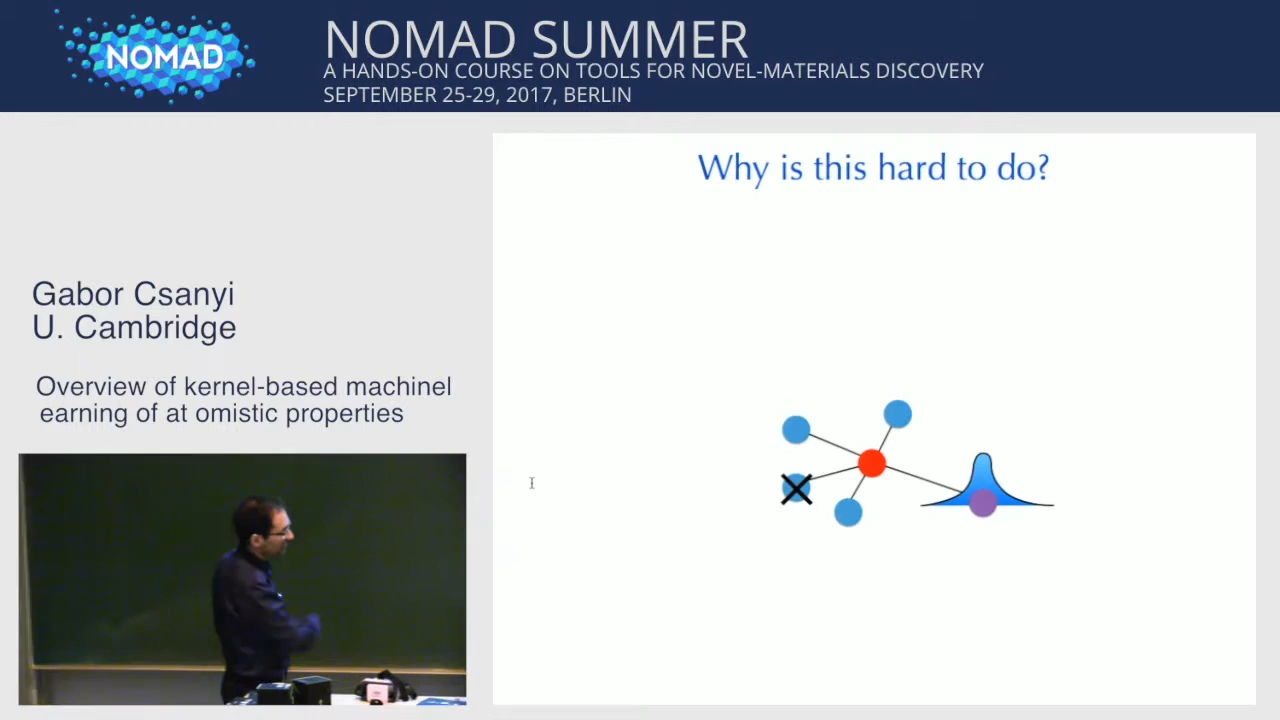 NOMAD
NOMAD SUMMER
A HANDS-ON COURSE ON TOOLS FOR NOVEL-MATERIALS DISCOVERY
SEPTEMBER 25-29, 2017, BERLIN
Why is this hard to do?
Gabor Csanyi
U. Cambridge
Overview of kernel-based machinel
earning of at omistic properties